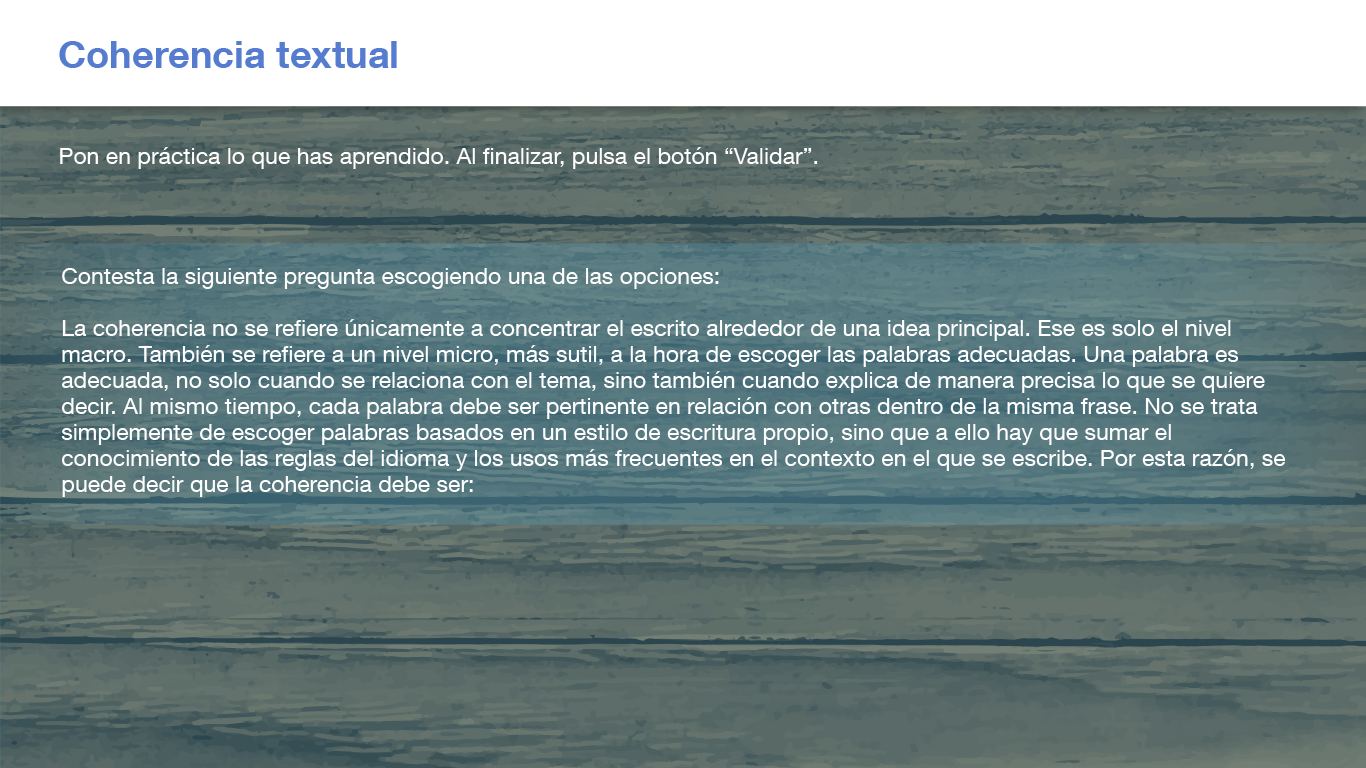 Coherencia textual
Pon en práctica lo que has aprendido. Al finalizar, pulsa el botón “Validar”.
Contesta la siguiente pregunta escogiendo una de las opciones:
La coherencia no se refiere únicamente a concentrar el escrito alrededor de una idea principal. Ese es solo el nivel
macro. También se refiere a un nivel micro, más sutil, a la hora de escoger las palabras adecuadas. Una palabra es
adecuada, no solo cuando se relaciona con el tema, sino también cuando explica de manera precisa lo que se quiere
decir. Al mismo tiempo, cada palabra debe ser pertinente en relación con otras dentro de la misma frase. No se trata
simplemente de escoger palabras basados en un estilo de escritura propio, sino que a ello hay que sumar el
conocimiento de las reglas del idioma y los usos más frecuentes en el contexto en el que se escribe. Por esta razón, se
puede decir que la coherencia debe ser: